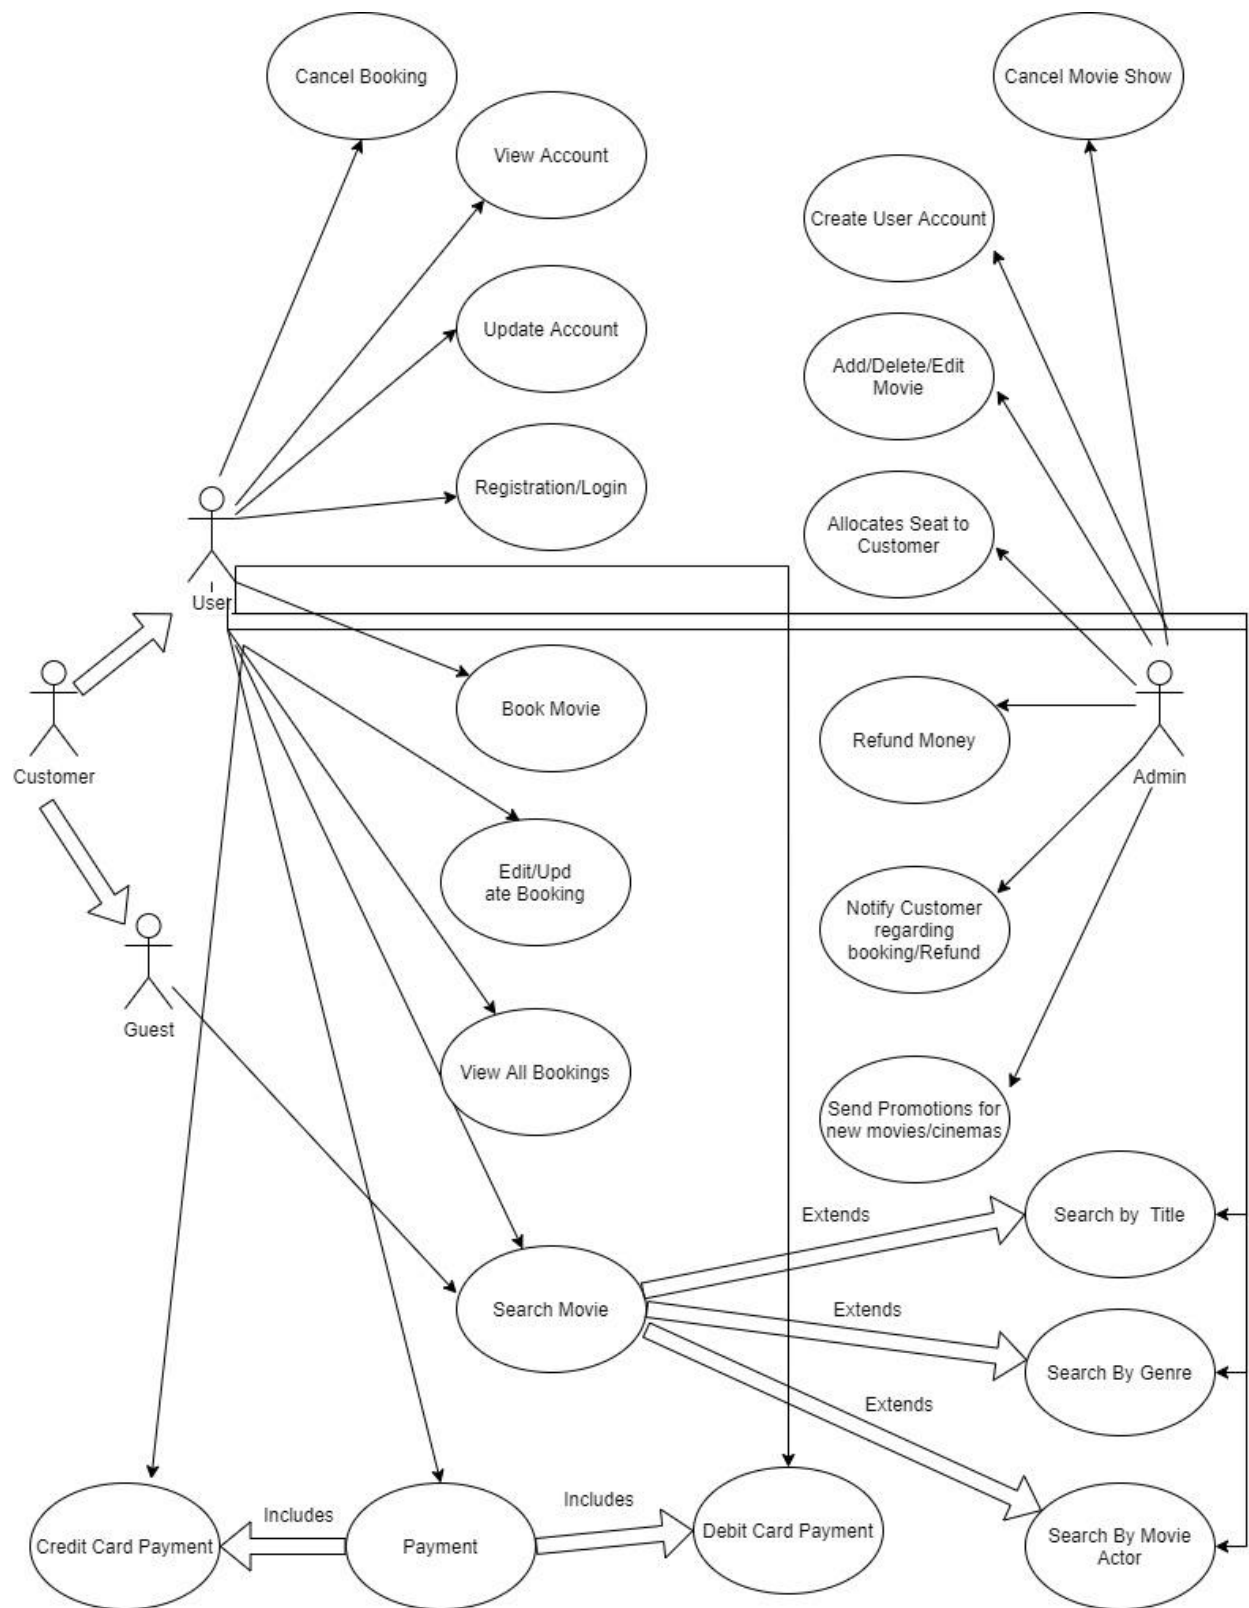 Cancel Booking
Cancel Movie Show
View Account
Create User Account
Update Account
Add/Delete/Edit
Movie
Registration/Login
Allocates Seat to
Customer
User
Book Movie
Refund Money
Customer
Admin
Edit/Upd
ate Booking
Notify Customer
regarding
booking/Refund
Guest
View All Bookings
Send Promotions for
new movies/cinemas
Extends
Search by Title
Search Movie
Extends
Search By Genre
Extends
Includes
Includes
Credit Card Payment
Payment
Debit Card Payment
Search By Movie
Actor